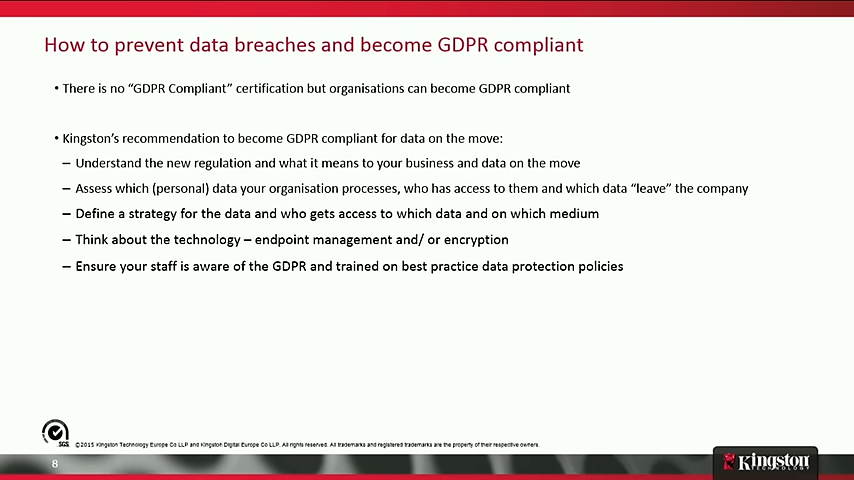 How to prevent data breaches and become GDPR compliant
• There is no “GDPR Compliant” certification but organisations can become GDPR compliant
• Kingston’s recommendation to become GDPR compliant for data on the move:
– Understand the new regulation and what it means to your business and data on the move
– Assess which (personal) data your organisation processes, who has access to them and which data “leave” the company
– Define a strategy for the data and who gets access to which data and on which medium
– Think about the technology – endpoint management and/ or encryption
– Ensure your staff is aware of the GDPR and trained on best practice data protection policies
SGS
©2015 Kingston Technology Europe Co LLP and Kingston Digital Europe Co LLP. All rights reserved. All trademarks and registered trademarks are the property of their respective owners.
8
Kingston
TECHNOLOGY